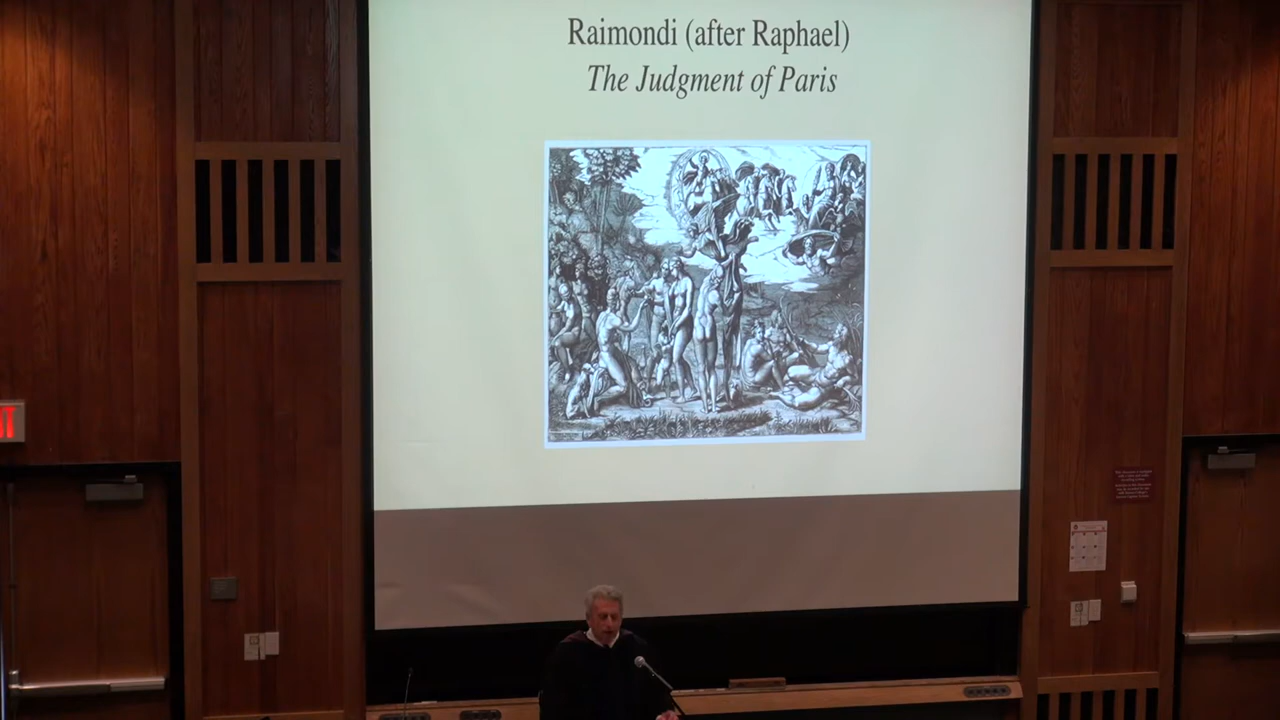 Raimondi (after Raphael)
The Judgment of Paris